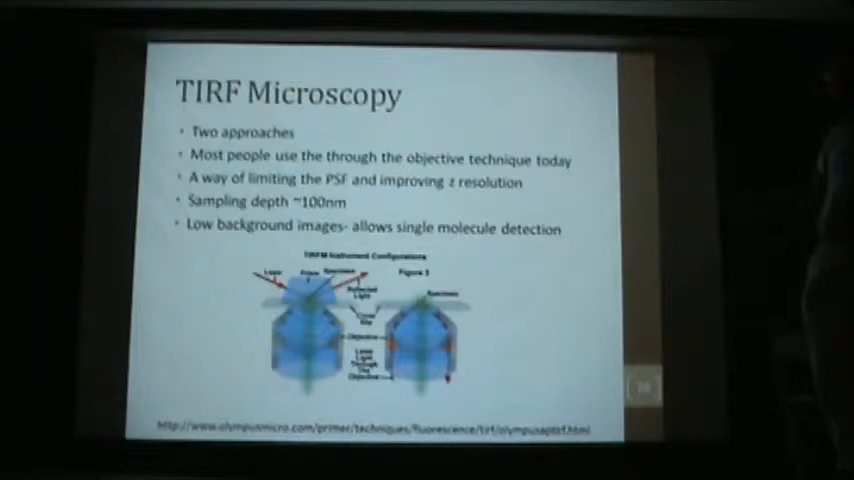 TIRF Microscopy
• Two approaches
• Most people use the through the objective technique today
• A way of limiting the PSF and improving z resolution
• Sampling depth ~100nm
• Low background images- allows single molecule detection
TIRFM Instrument Configurations
Figure 3
Laser
Prism
Specimen
Reflected
Light
Specimen
Cover
Slip
Objective
Laser
Light
Through
The
Objective
http://www.olympusmicro.com/primer/techniques/fluorescence/tirf/olympusaptirf.html